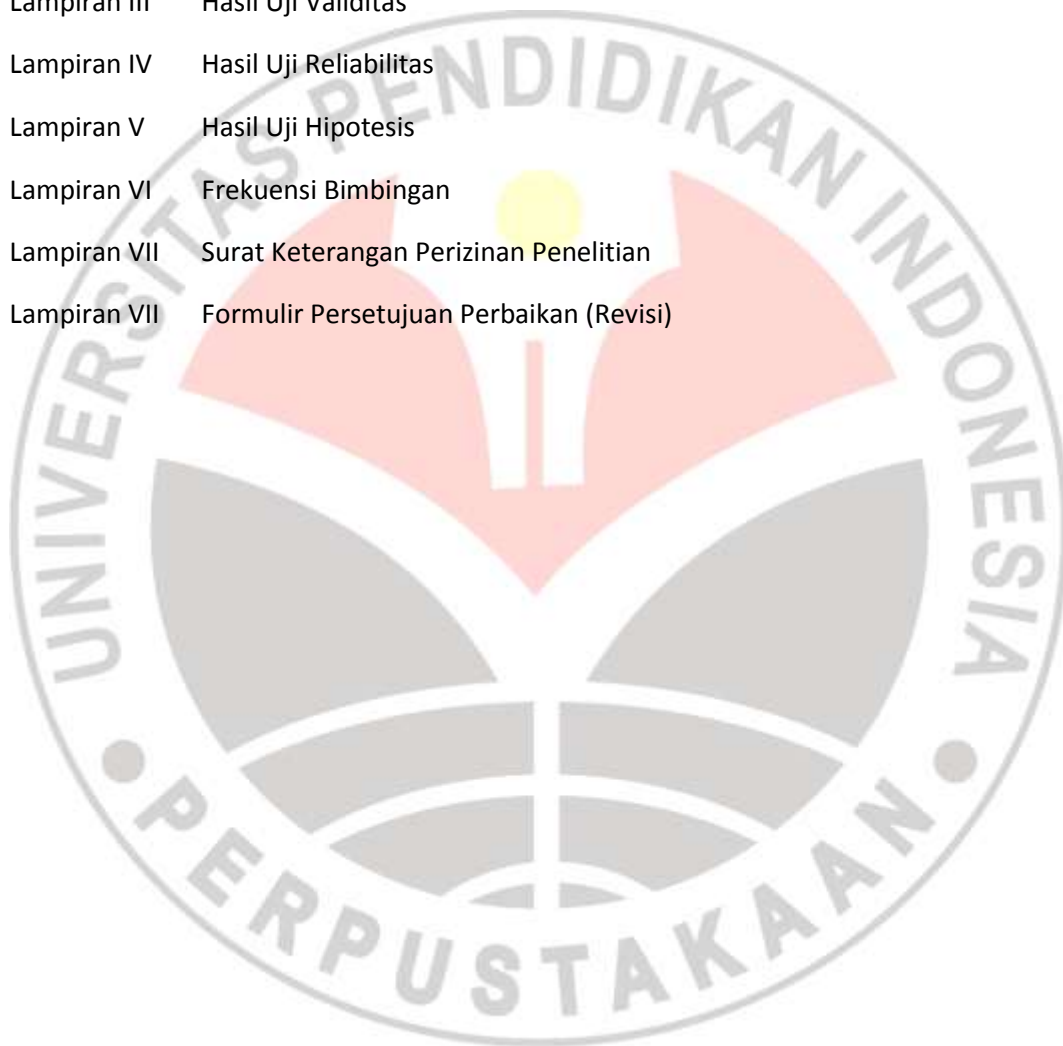 Lampiran III Hasil Uji Validitas
Lampiran IV Hasil Uji Reliabilitas
Lampiran V Hasil Uji Hipotesis
Lampiran VI Frekuensi Bimbingan
Lampiran VII Surat Keterangan Perizinan Penelitian
Lampiran VII Formulir Persetujuan Perbaikan (Revisi)
UNIVERSITAS PENDIDIKAN INDONESIA
PERPUSTAKAAN